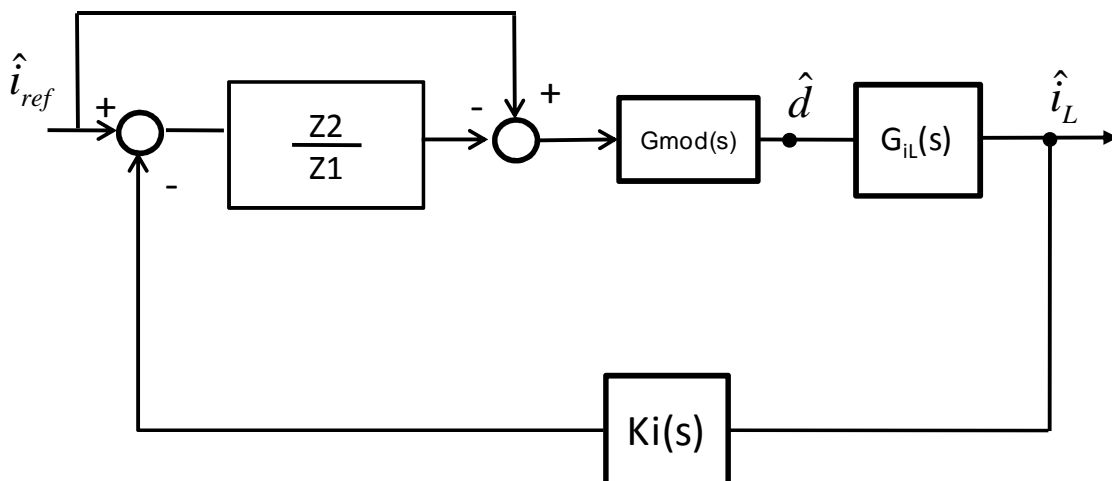 î_ref
+
-
Z2
Z1
-
+
Gmod(s)
d̂
G_iL(s)
î_L
Ki(s)